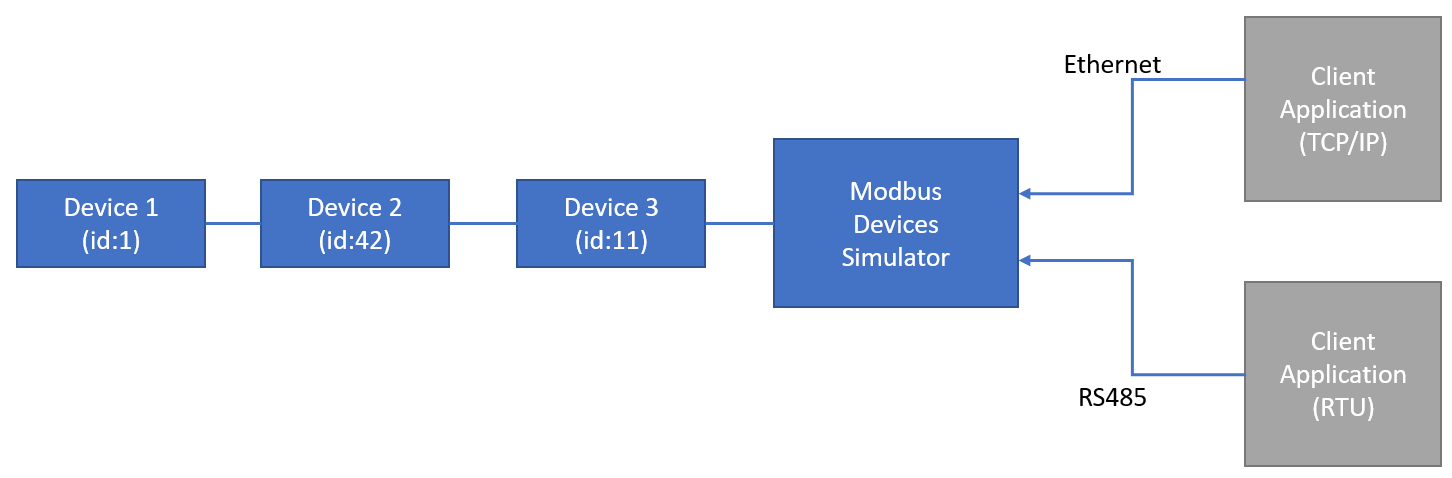 Device 1
(id:1)
Device 2
(id:42)
Device 3
(id:11)
Modbus
Devices
Simulator
Ethernet
Client
Application
(TCP/IP)
RS485
Client
Application
(RTU)